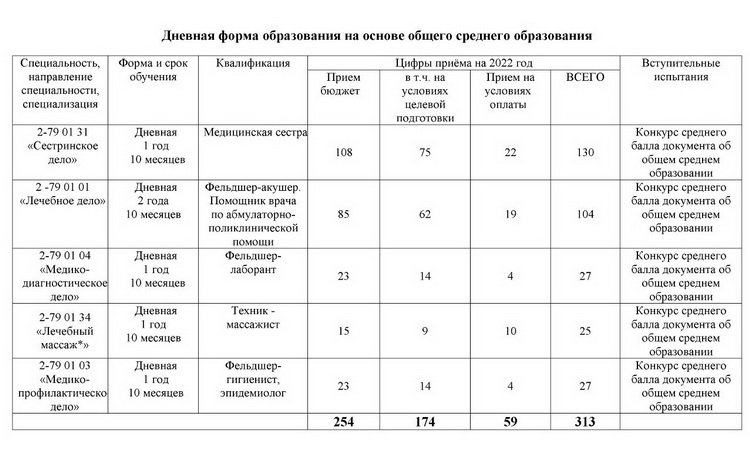 Дневная форма образования на основе общего среднего образования
Специальность, направление специальности, специализация
Форма и срок обучения
Квалификация
Цифры приёма на 2022 год
Вступительные испытания
Прием бюджет
в т.ч. на условиях целевой подготовки
Прием на условиях оплаты
ВСЕГО
2-79 01 31 «Сестринское дело»
Дневная 1 год 10 месяцев
Медицинская сестра
108
75
22
130
Конкурс среднего балла документа об общем среднем образовании
2 -79 01 01 «Лечебное дело»
Дневная 2 года 10 месяцев
Фельдшер-акушер. Помощник врача по абмулаторно-поликлинической помощи
85
62
19
104
Конкурс среднего балла документа об общем среднем образовании
2-79 01 04 «Медико-диагностическое дело»
Дневная 1 год 10 месяцев
Фельдшер-лаборант
23
14
4
27
Конкурс среднего балла документа об общем среднем образовании
2-79 01 34 «Лечебный массаж*»
Дневная 1 год 10 месяцев
Техник - массажист
15
9
10
25
Конкурс среднего балла документа об общем среднем образовании
2-79 01 03 «Медико-профилактическое дело»
Дневная 1 год 10 месяцев
Фельдшер-гигиенист, эпидемиолог
23
14
4
27
Конкурс среднего балла документа об общем среднем образовании
254
174
59
313